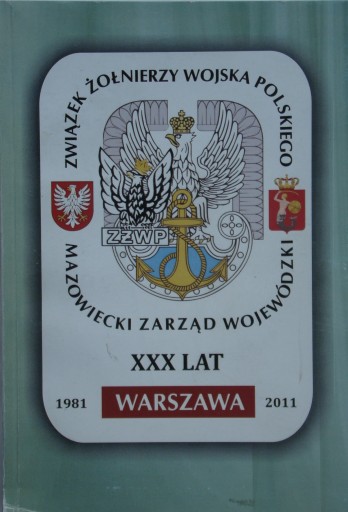 ZWIĄZEK ŻOŁNIERZY WOJSKA POLSKIEGO
ZŻWP
MAZOWIECKI ZARZĄD WOJEWÓDZKI
XXX LAT
1981 WARSZAWA 2011